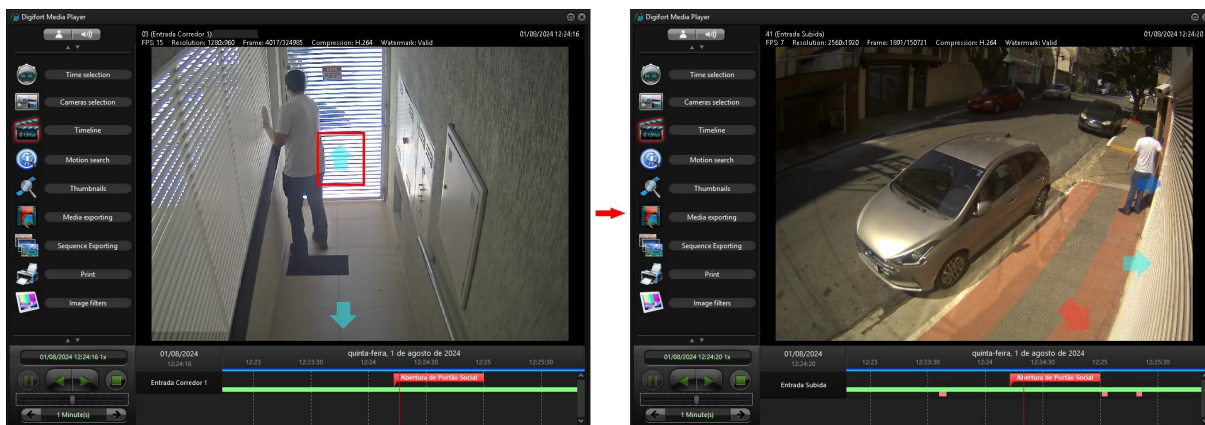 Digifort Media Player
03 (Entrada Corredor 1)
01/08/2024 12:24:16
FPS: 15 Resolution: 1280x960 Frame: 4017/324985 Compression: H.264 Watermark: Valid
Time selection
Cameras selection
Timeline
Motion search
Thumbnails
Media exporting
Sequence Exporting
Print
Image filters
01/08/2024 12:24:16 1x
1 Minute(s)
01/08/2024
12:24:16
quinta-feira, 1 de agosto de 2024
12:23 12:23:30 12:24 12:24:30 12:25 12:25:30
Entrada Corredor 1
Abertura de Portão Social
Digifort Media Player
41 (Entrada Subida)
01/08/2024 12:24:20
FPS: 7 Resolution: 2560x1920 Frame: 1891/150721 Compression: H.264 Watermark: Valid
Time selection
Cameras selection
Timeline
Motion search
Thumbnails
Media exporting
Sequence Exporting
Print
Image filters
01/08/2024 12:24:20 1x
1 Minute(s)
01/08/2024
12:24:20
quinta-feira, 1 de agosto de 2024
12:23 12:23:30 12:24 12:24:30 12:25 12:25:30
Entrada Subida
Abertura de Portão Social